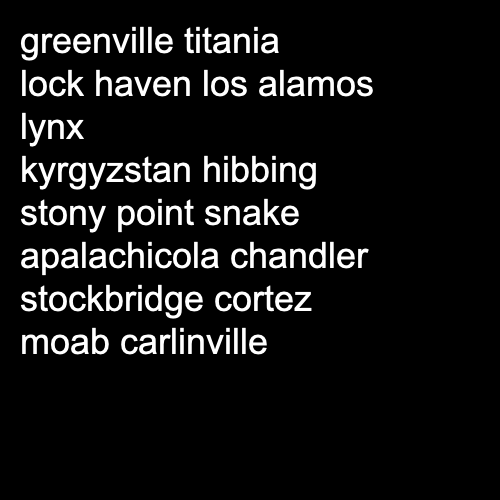 greenville titania
lock haven los alamos
lynx
kyrgyzstan hibbing
stony point snake
apalachicola chandler
stockbridge cortez
moab carlinville